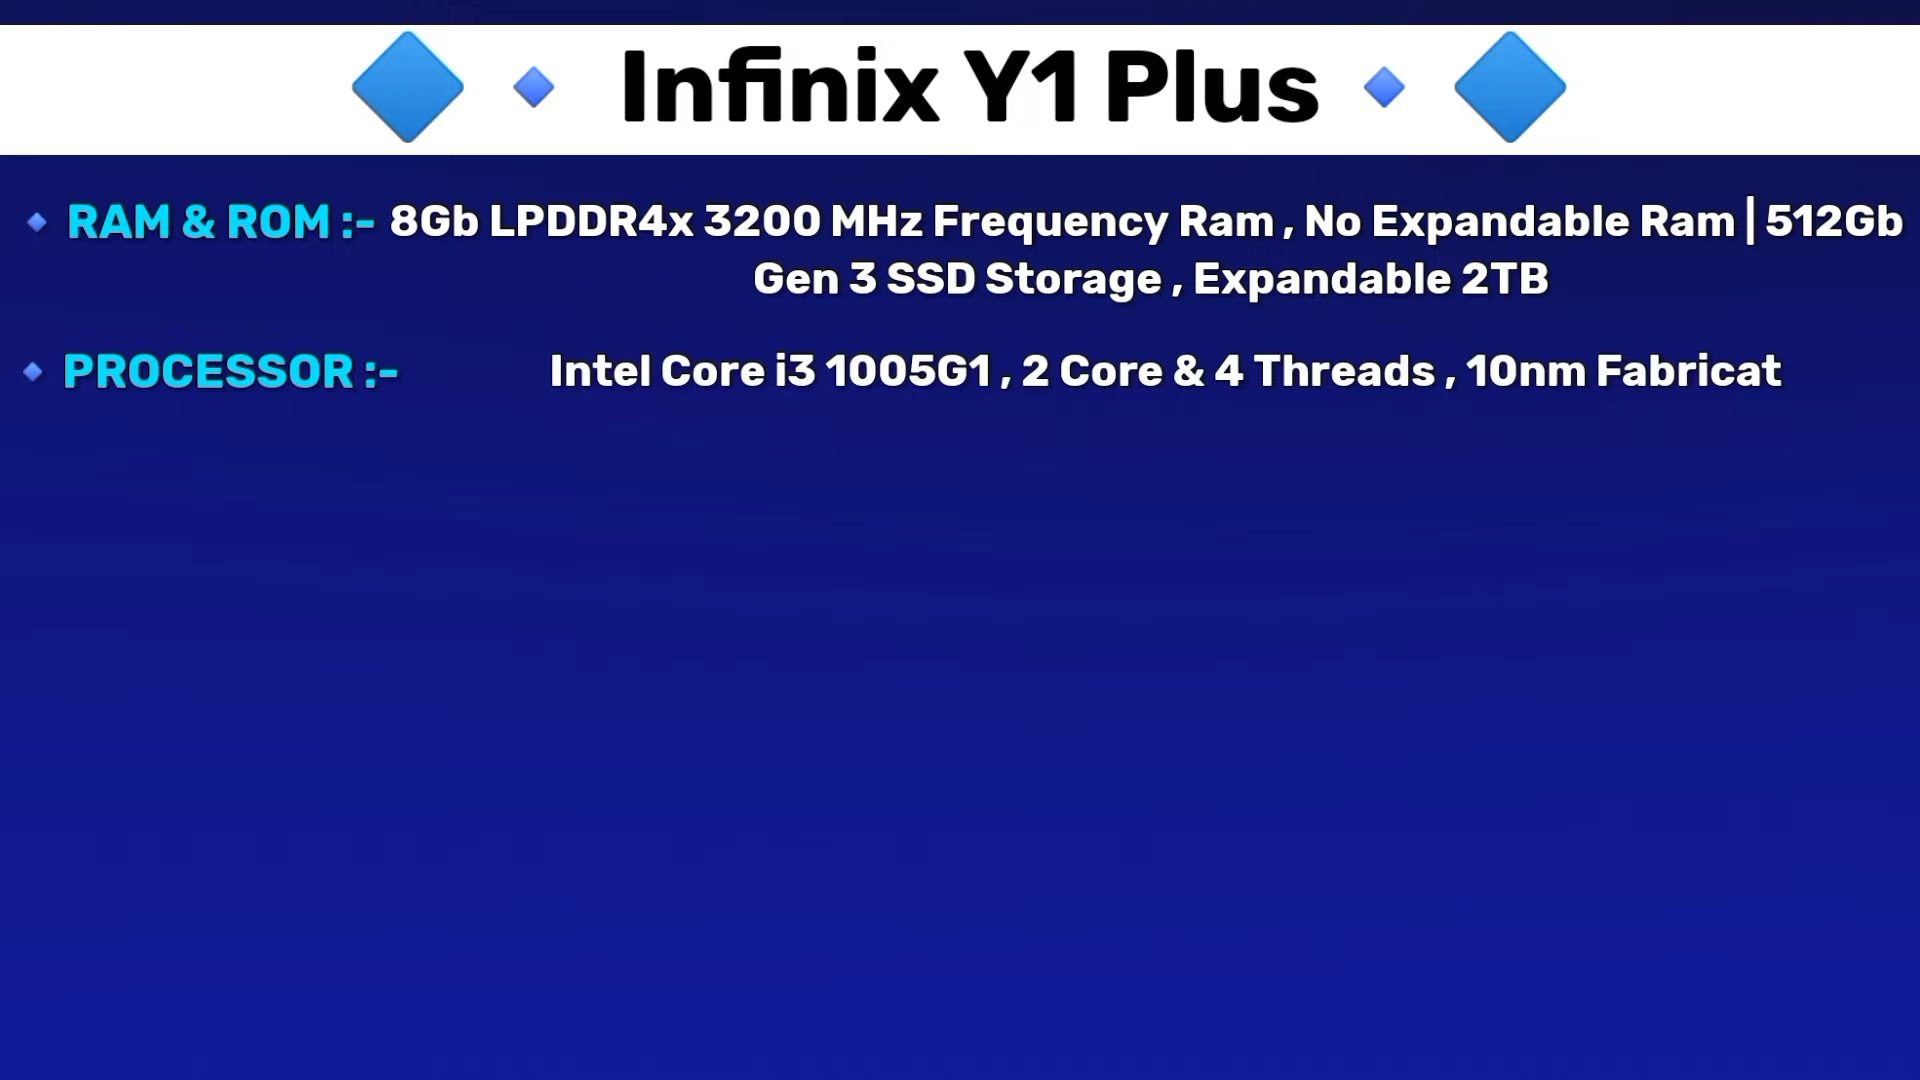 Infinix Y1 Plus
RAM & ROM :- 8Gb LPDDR4x 3200 MHz Frequency Ram , No Expandable Ram | 512Gb
Gen 3 SSD Storage , Expandable 2TB
PROCESSOR :- Intel Core i3 1005G1 , 2 Core & 4 Threads , 10nm Fabricat